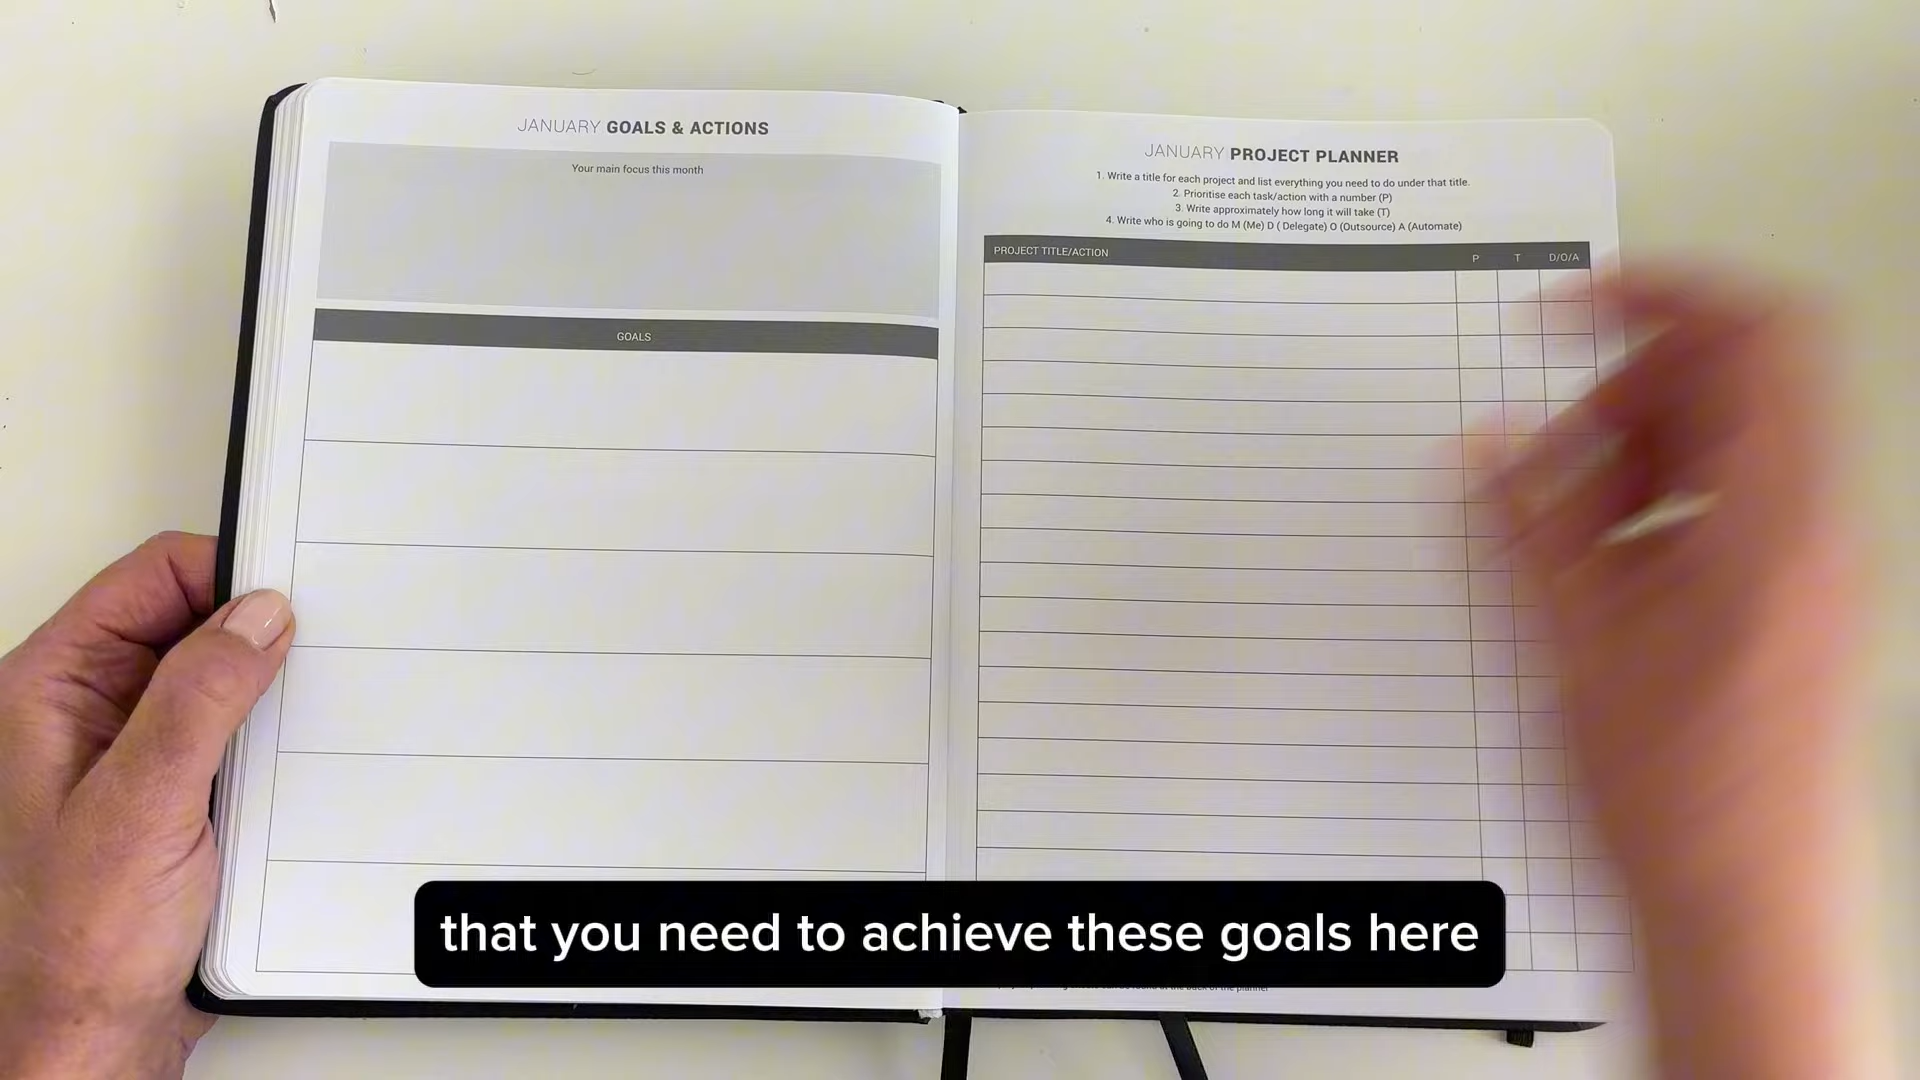 JANUARY GOALS & ACTIONS
Your main focus this month
GOALS
JANUARY PROJECT PLANNER
1. Write a title for each project and list everything you need to do under that title.
2. Prioritise each task/action with a number (P)
3. Write approximately how long it will take (T)
4. Write who is going to do M (Me) D ( Delegate) O (Outsource) A (Automate)
PROJECT TITLE/ACTION P T D/O/A
that you need to achieve these goals here